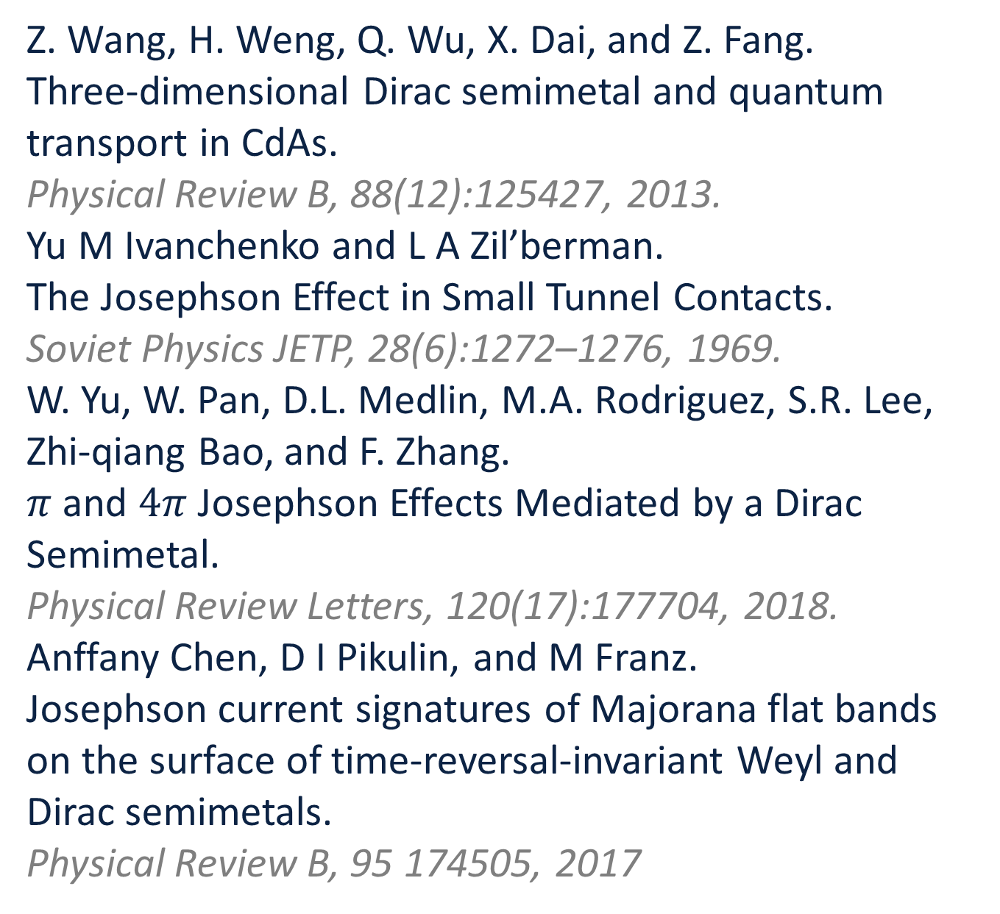 Z. Wang, H. Weng, Q. Wu, X. Dai, and Z. Fang.
Three-dimensional Dirac semimetal and quantum
transport in CdAs.
Physical Review B, 88(12):125427, 2013.
Yu M Ivanchenko and L A Zil’berman.
The Josephson Effect in Small Tunnel Contacts.
Soviet Physics JETP, 28(6):1272–1276, 1969.
W. Yu, W. Pan, D.L. Medlin, M.A. Rodriguez, S.R. Lee,
Zhi-qiang Bao, and F. Zhang.
𝜋 and 4𝜋 Josephson Effects Mediated by a Dirac
Semimetal.
Physical Review Letters, 120(17):177704, 2018.
Anffany Chen, D I Pikulin, and M Franz.
Josephson current signatures of Majorana flat bands
on the surface of time-reversal-invariant Weyl and
Dirac semimetals.
Physical Review B, 95 174505, 2017